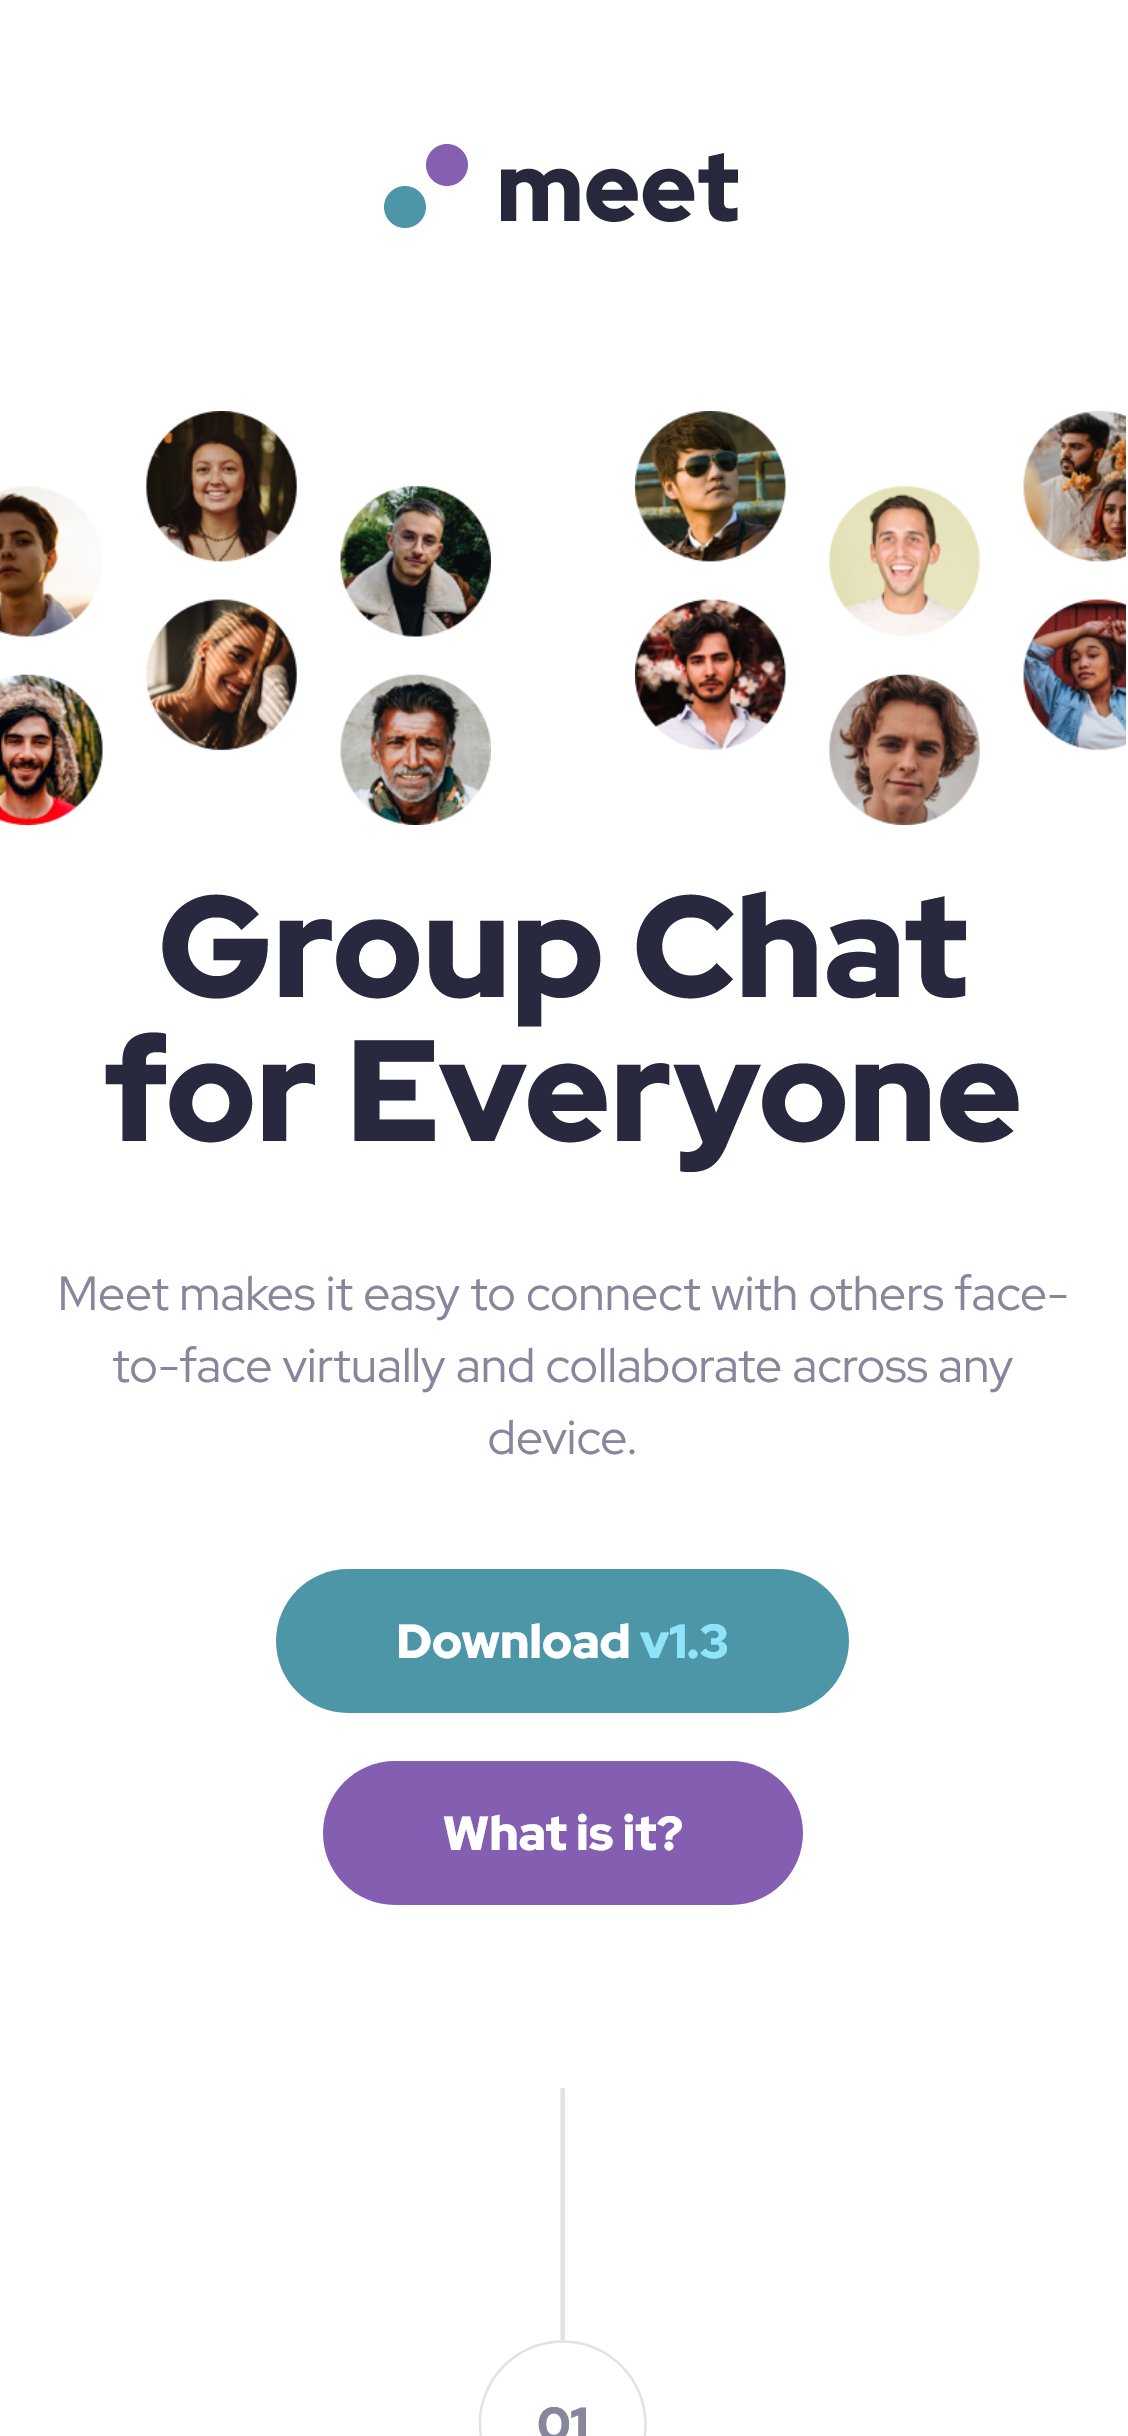 meet
Group Chat
for Everyone
Meet makes it easy to connect with others face-
to-face virtually and collaborate across any
device.
Download v1.3
What is it?
01